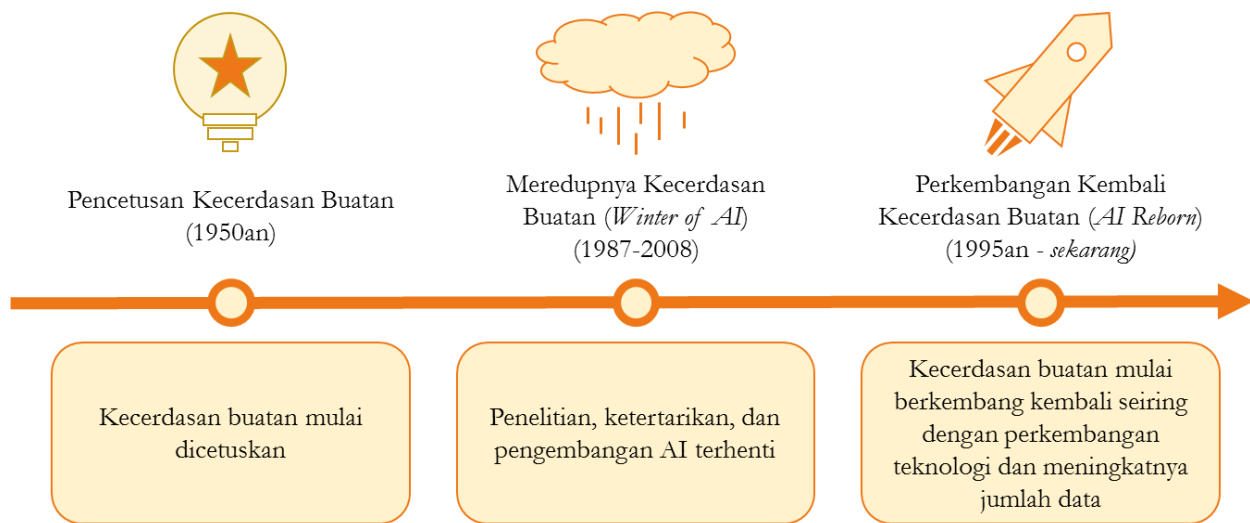 Pencetusan Kecerdasan Buatan
(1950an)
Meredupnya Kecerdasan
Buatan (Winter of AI)
(1987-2008)
Perkembangan Kembali
Kecerdasan Buatan (AI Reborn)
(1995an - sekarang)
Kecerdasan buatan mulai
dicetuskan
Penelitian, ketertarikan, dan
pengembangan AI terhenti
Kecerdasan buatan mulai
berkembang kembali seiring
dengan perkembangan
teknologi dan meningkatnya
jumlah data